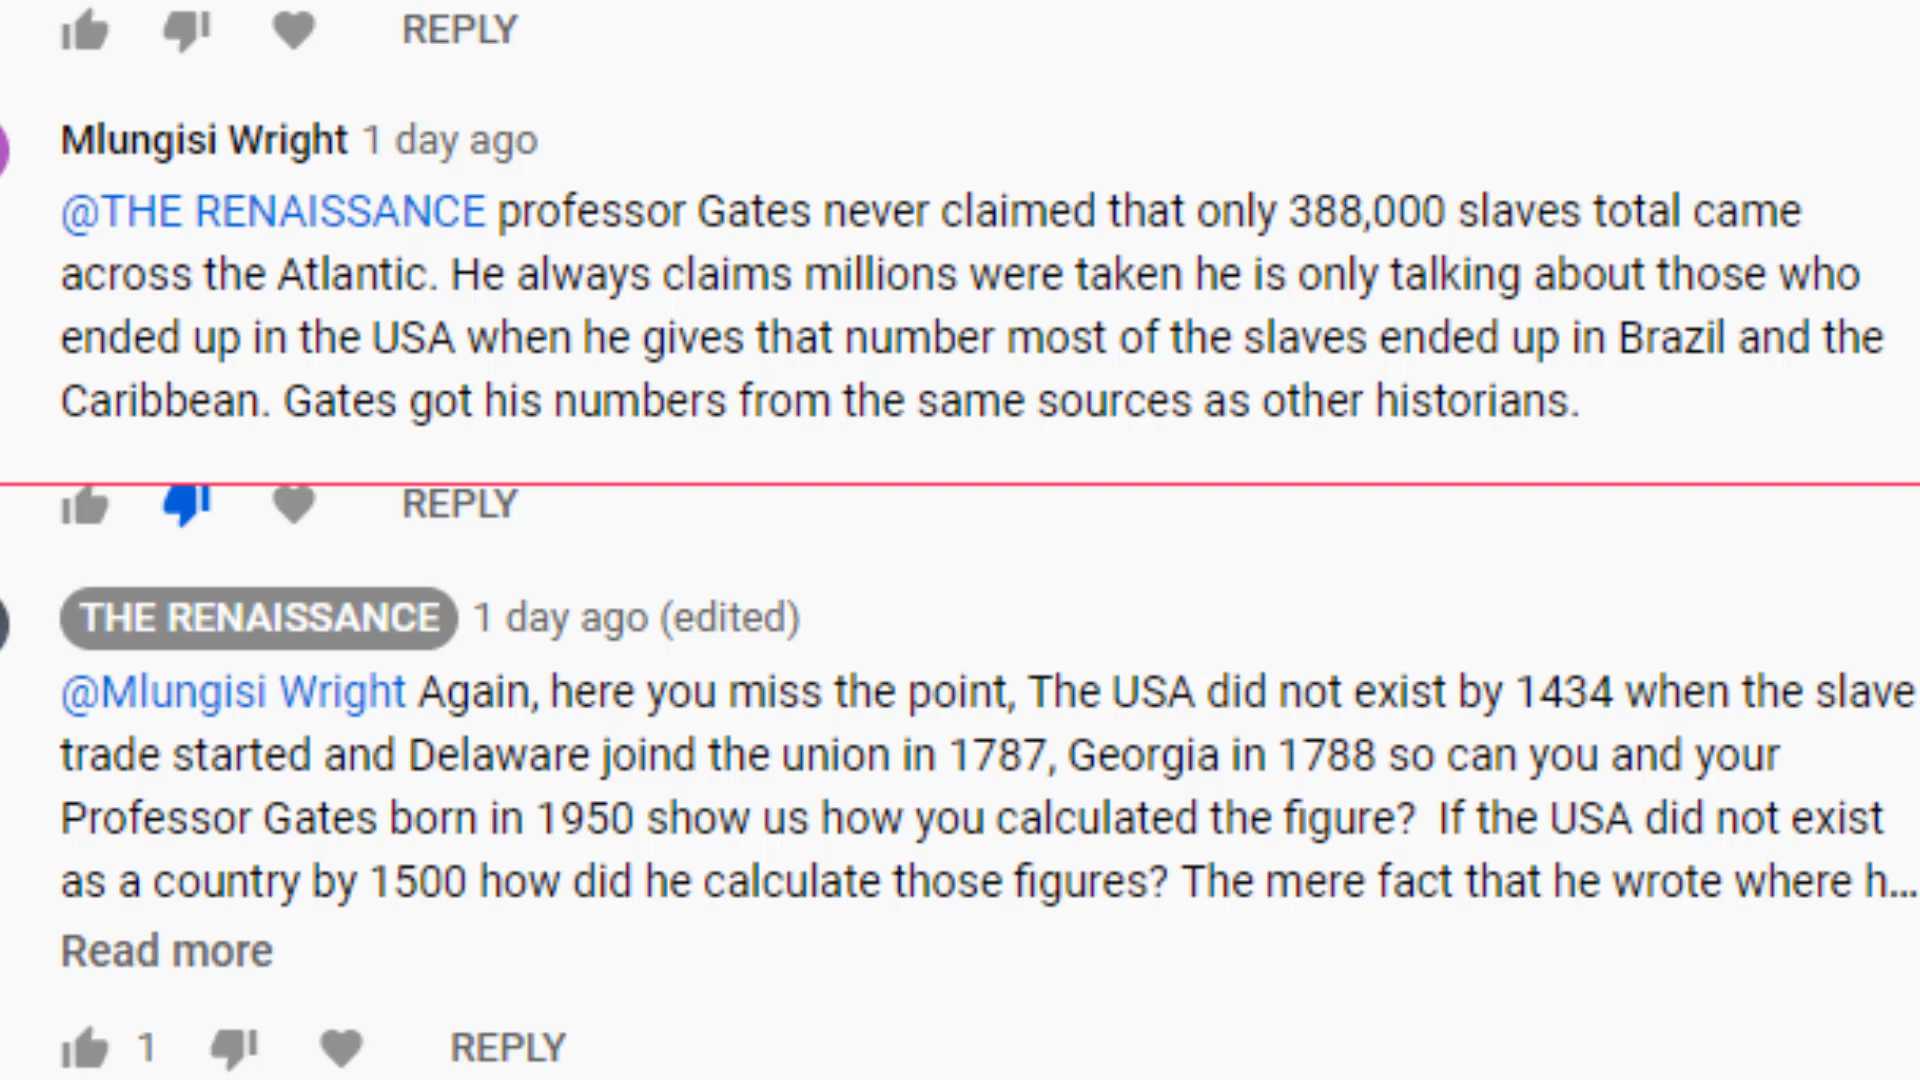 REPLY
Mlungisi Wright 1 day ago
@THE RENAISSANCE professor Gates never claimed that only 388,000 slaves total came
across the Atlantic. He always claims millions were taken he is only talking about those who
ended up in the USA when he gives that number most of the slaves ended up in Brazil and the
Caribbean. Gates got his numbers from the same sources as other historians.
REPLY
THE RENAISSANCE 1 day ago (edited)
@Mlungisi Wright Again, here you miss the point, The USA did not exist by 1434 when the slave
trade started and Delaware joind the union in 1787, Georgia in 1788 so can you and your
Professor Gates born in 1950 show us how you calculated the figure? If the USA did not exist
as a country by 1500 how did he calculate those figures? The mere fact that he wrote where h...
Read more
1 REPLY